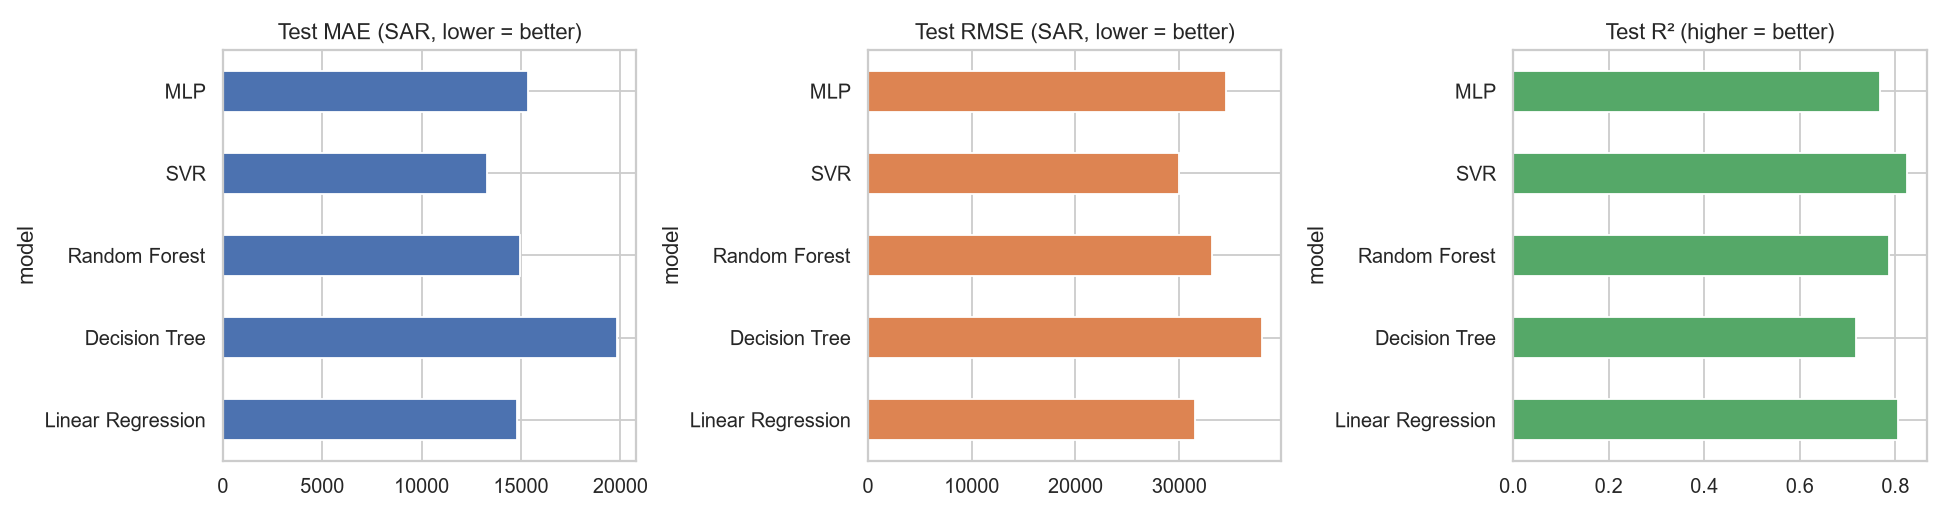 Test MAE (SAR, lower = better)
model
MLP
SVR
Random Forest
Decision Tree
Linear Regression
0 5000 10000 15000 20000
Test RMSE (SAR, lower = better)
model
MLP
SVR
Random Forest
Decision Tree
Linear Regression
0 10000 20000 30000
Test R² (higher = better)
model
MLP
SVR
Random Forest
Decision Tree
Linear Regression
0.0 0.2 0.4 0.6 0.8